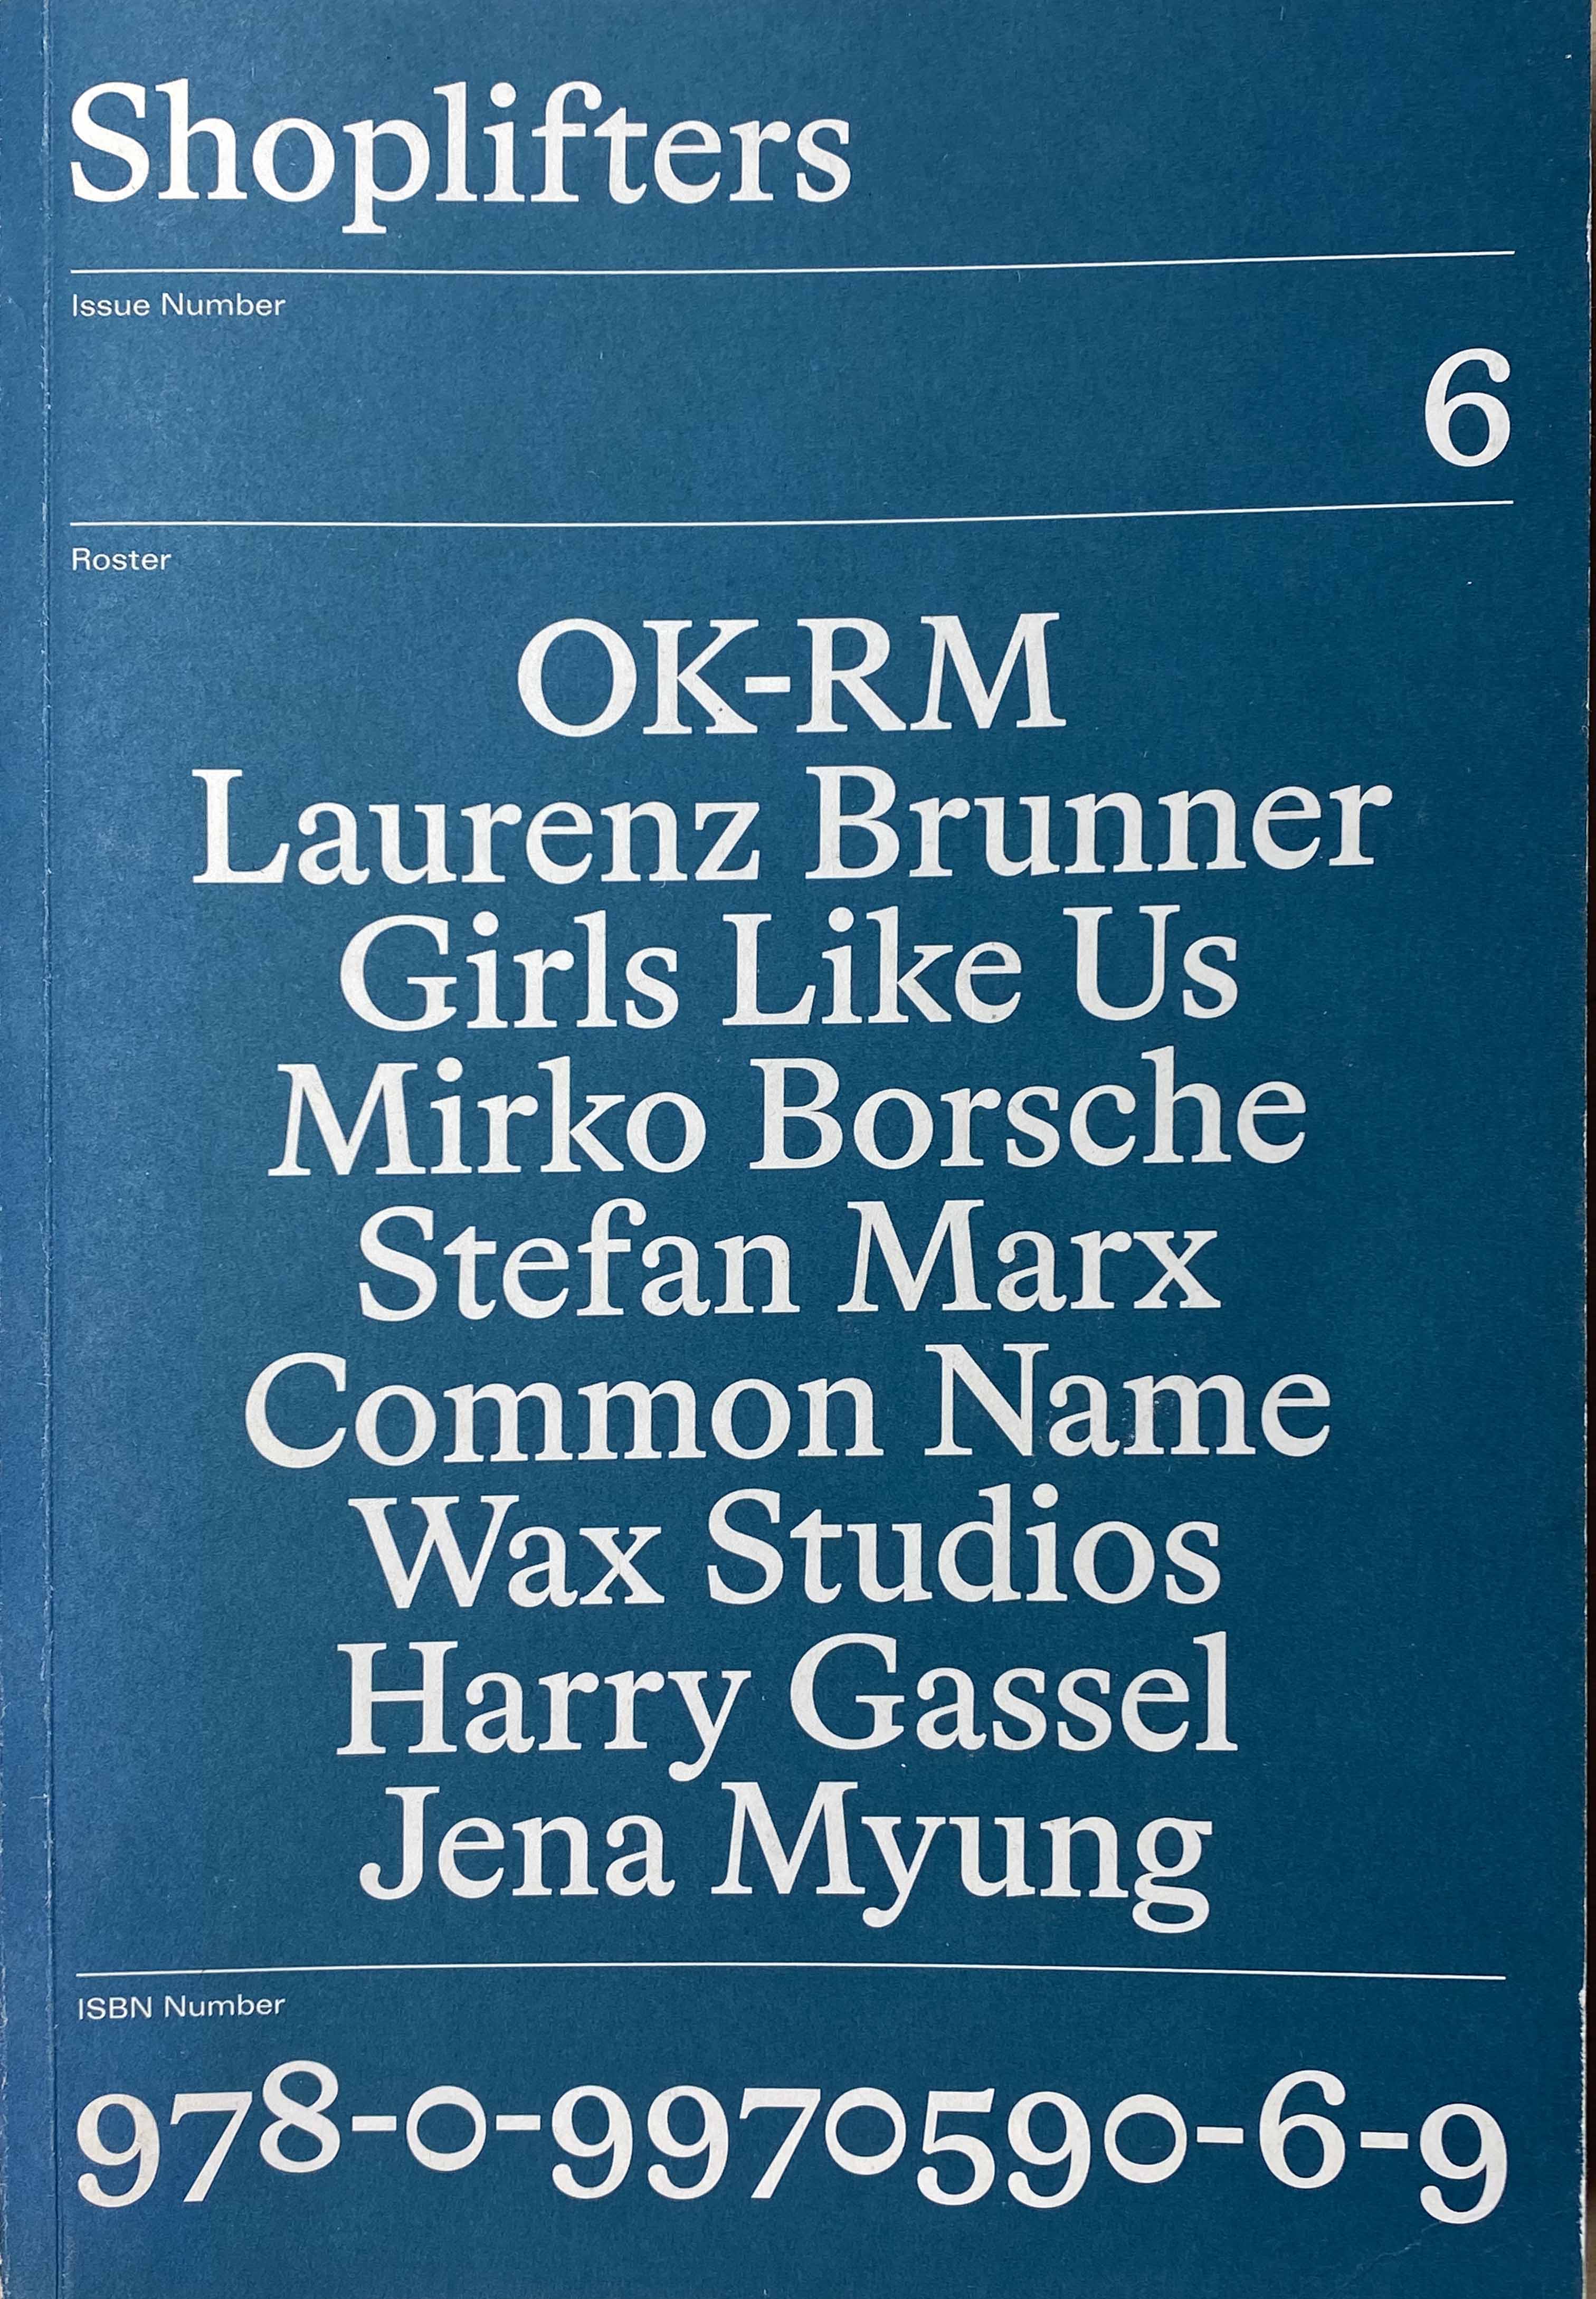 Shoplifters
Issue Number
6
Roster
OK-RM
Laurenz Brunner
Girls Like Us
Mirko Borsche
Stefan Marx
Common Name
Wax Studios
Harry Gassel
Jena Myung
ISBN Number
978-0-9970590-6-9